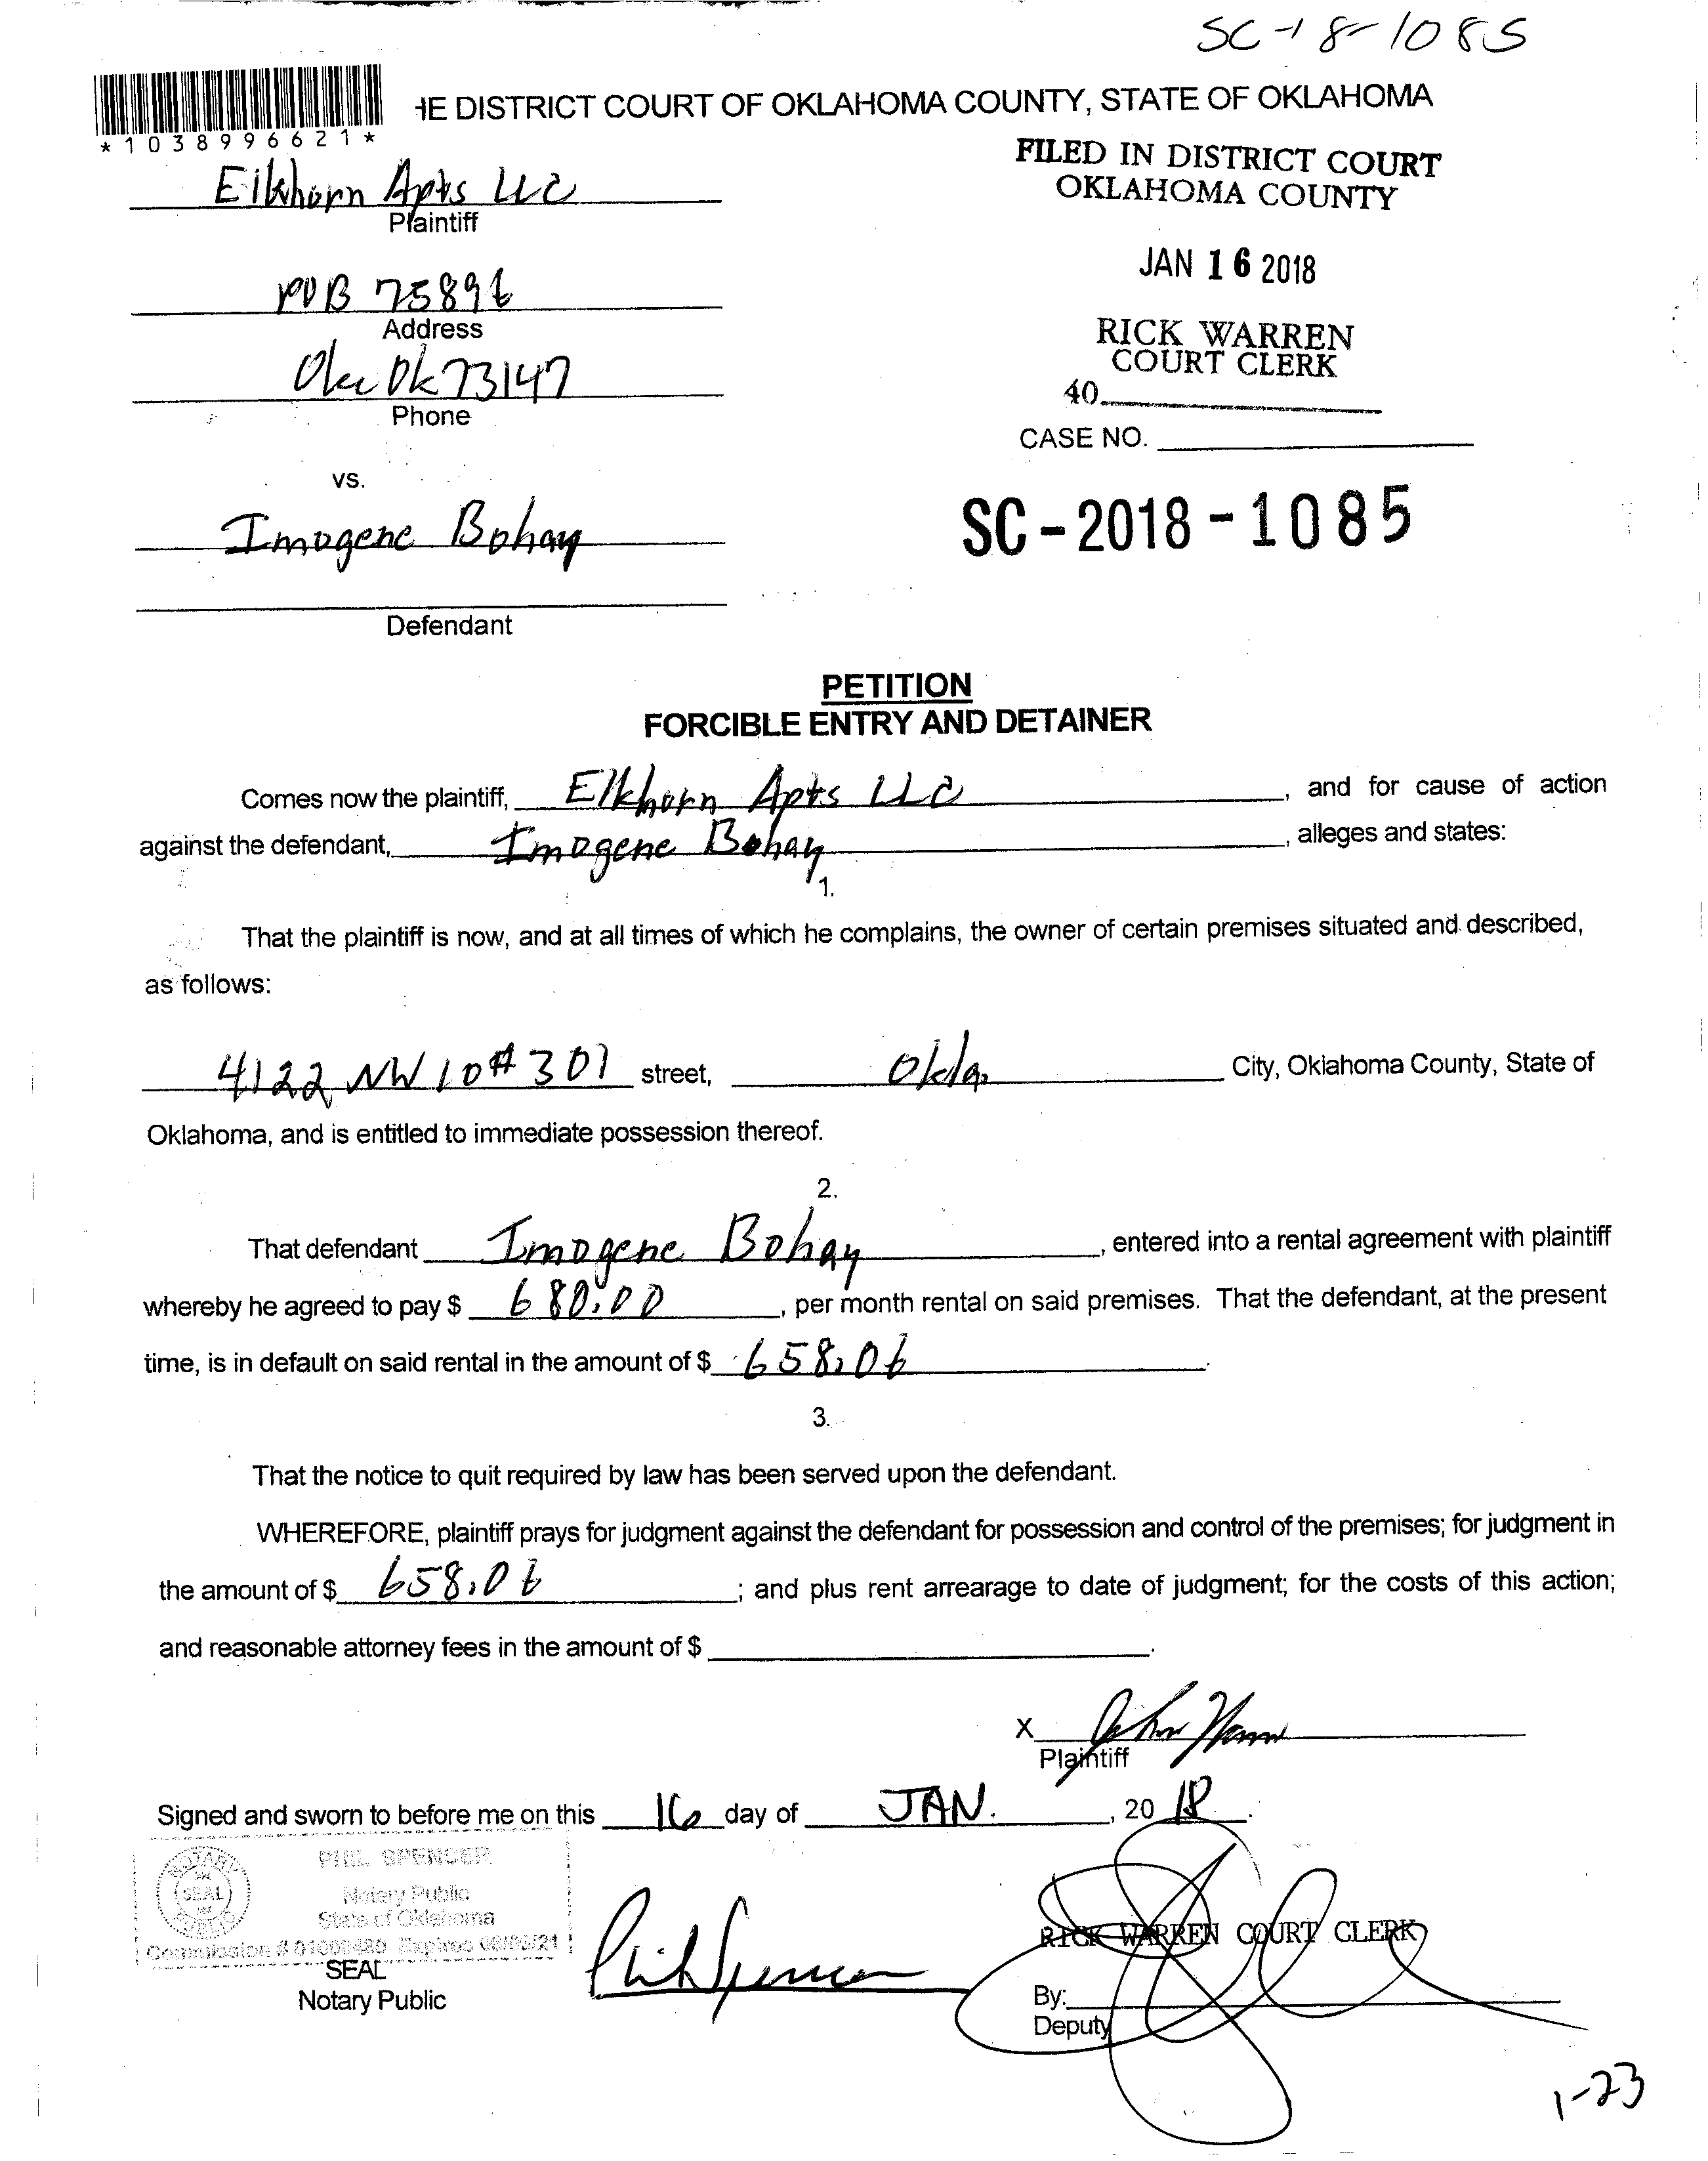 SC-18-1085
HE DISTRICT COURT OF OKLAHOMA COUNTY, STATE OF OKLAHOMA
*1038996621*
FILED IN DISTRICT COURT
OKLAHOMA COUNTY
Elkhorn Apts LLC
Plaintiff
JAN 16 2018
POB 75896
Address
RICK WARREN
COURT CLERK
Okc Ok 73147
Phone
40
CASE NO.
vs.
Imogene Bohay
SC-2018-1085
Defendant
PETITION
FORCIBLE ENTRY AND DETAINER
Comes now the plaintiff, Elkhorn Apts LLC, and for cause of action
against the defendant, Imogene Bohay, alleges and states:
1.
That the plaintiff is now, and at all times of which he complains, the owner of certain premises situated and described,
as follows:
4122 NW 10 #301 street, Okla. City, Oklahoma County, State of
Oklahoma, and is entitled to immediate possession thereof.
2.
That defendant Imogene Bohay, entered into a rental agreement with plaintiff
whereby he agreed to pay $ 680.00, per month rental on said premises. That the defendant, at the present
time, is in default on said rental in the amount of $ 658.06.
3.
That the notice to quit required by law has been served upon the defendant.
WHEREFORE, plaintiff prays for judgment against the defendant for possession and control of the premises; for judgment in
the amount of $ 658.06; and plus rent arrearage to date of judgment; for the costs of this action;
and reasonable attorney fees in the amount of $ .
X
Plaintiff
Signed and sworn to before me on this 16 day of JAN., 20 18.
PHIL SPENCER
Notary Public
State of Oklahoma
NOTARY SEAL PUBLIC
Commission # 01009480 Expires
SEAL
Notary Public
Phil Spencer
RICK WARREN COURT CLERK
By:
Deputy
1-23